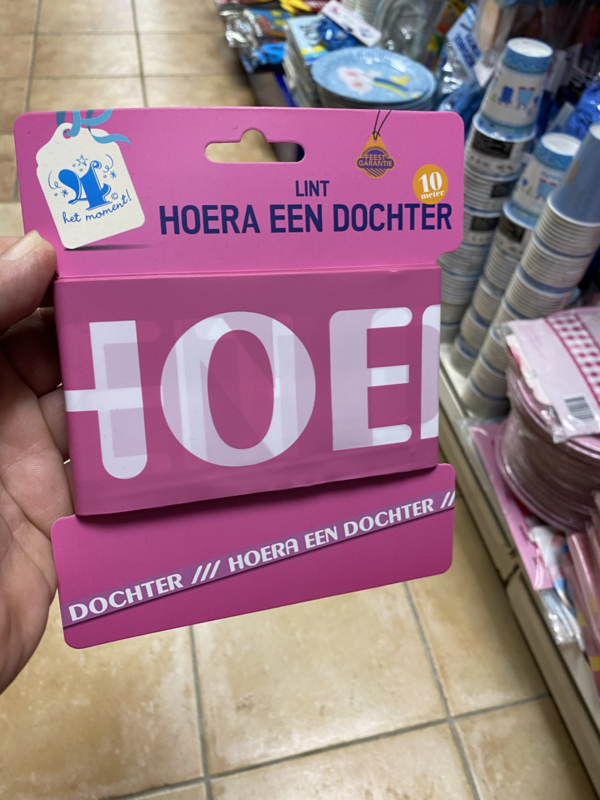 4
het moment!
FEEST
GARANTIE
10
meter
LINT
HOERA EEN DOCHTER
HOE
DOCHTER /// HOERA EEN DOCHTER //